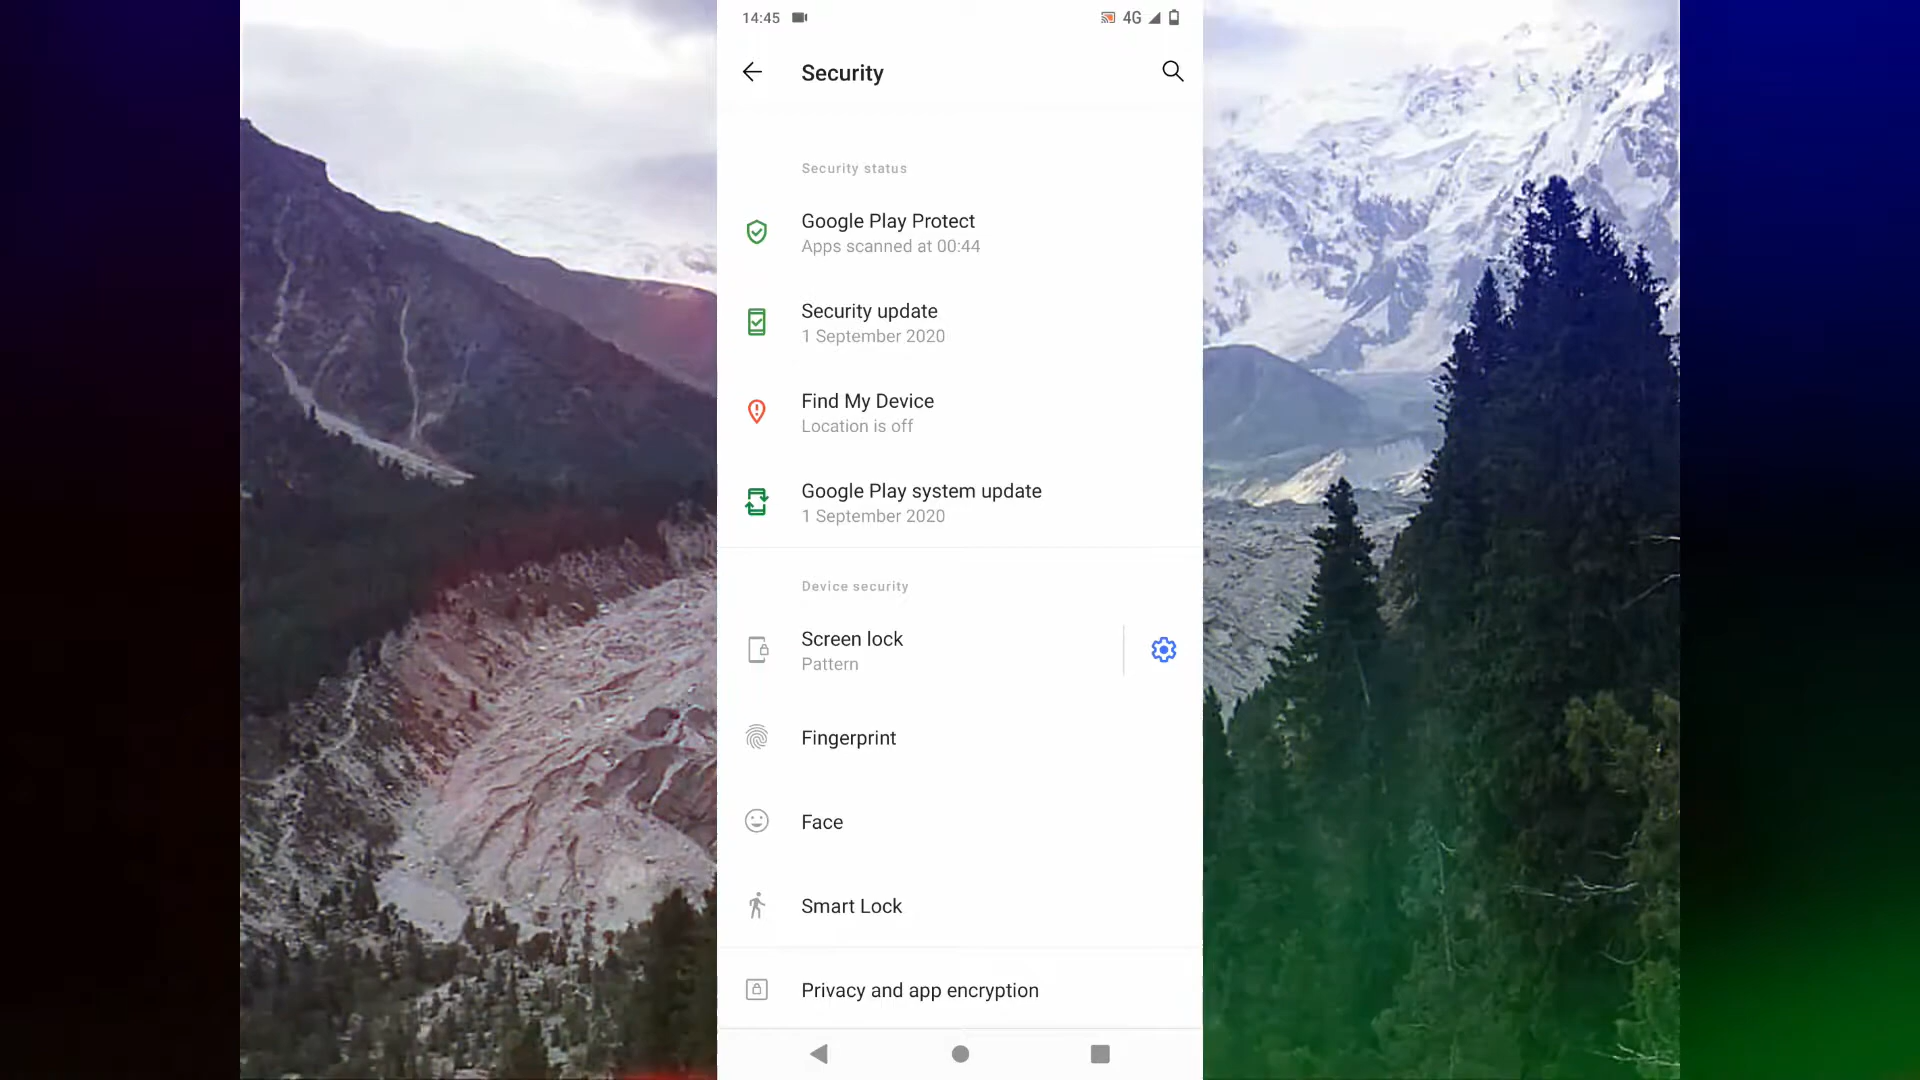 14:45
4G
Security
Security status
Google Play Protect
Apps scanned at 00:44
Security update
1 September 2020
Find My Device
Location is off
Google Play system update
1 September 2020
Device security
Screen lock
Pattern
Fingerprint
Face
Smart Lock
Privacy and app encryption